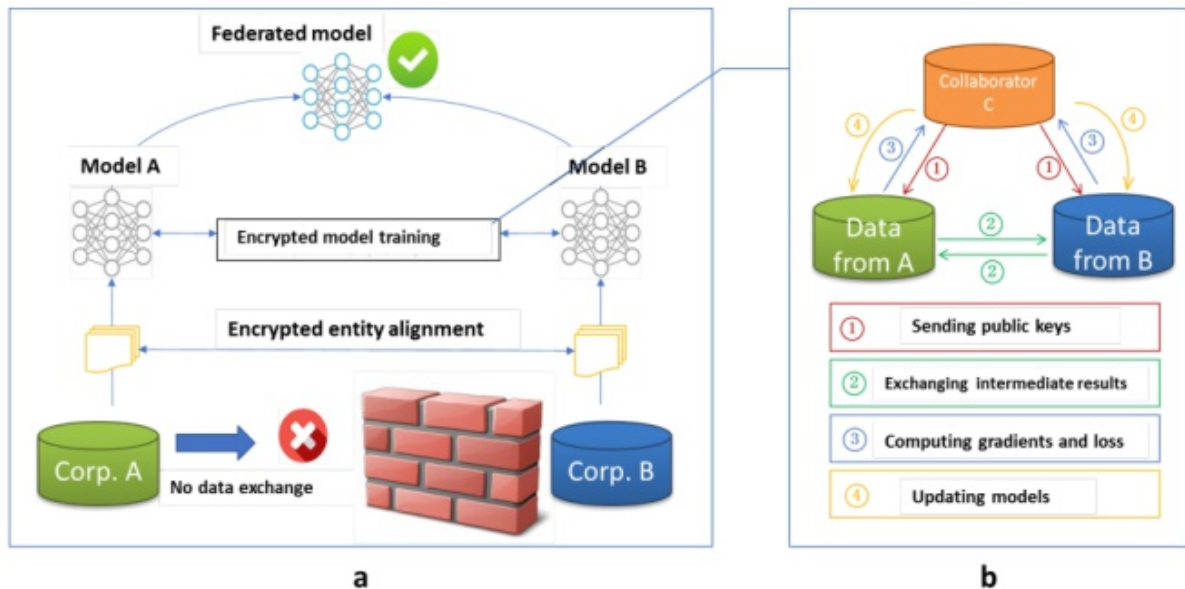 Federated model
Model A
Model B
Encrypted model training
Encrypted entity alignment
Corp. A
No data exchange
Corp. B
a
Collaborator
C
④
③
①
①
③
④
Data
from A
②
②
Data
from B
① Sending public keys
② Exchanging intermediate results
③ Computing gradients and loss
④ Updating models
b